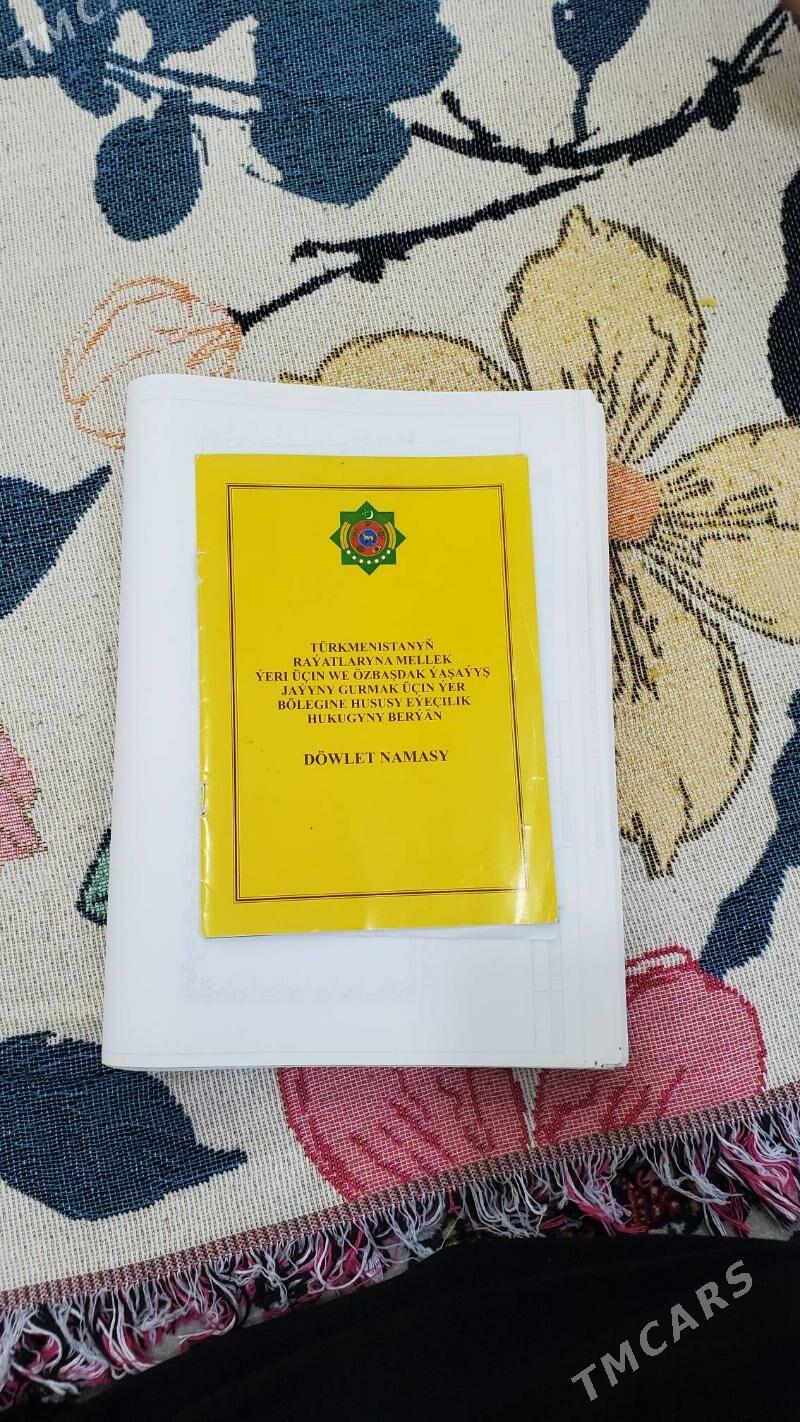 TMCARS
TÜRKMENISTANYŇ
RAÝATLARYNA MELLEK
ÝERI ÜÇIN WE ÖZBAŞDAK ÝAŞAÝYŞ
JAÝYNY GURMAK ÜÇIN ÝER
BÖLEGINE HUSUSY EÝEÇILIK
HUKUGYNY BERÝÄN
DÖWLET NAMASY
TMCARS